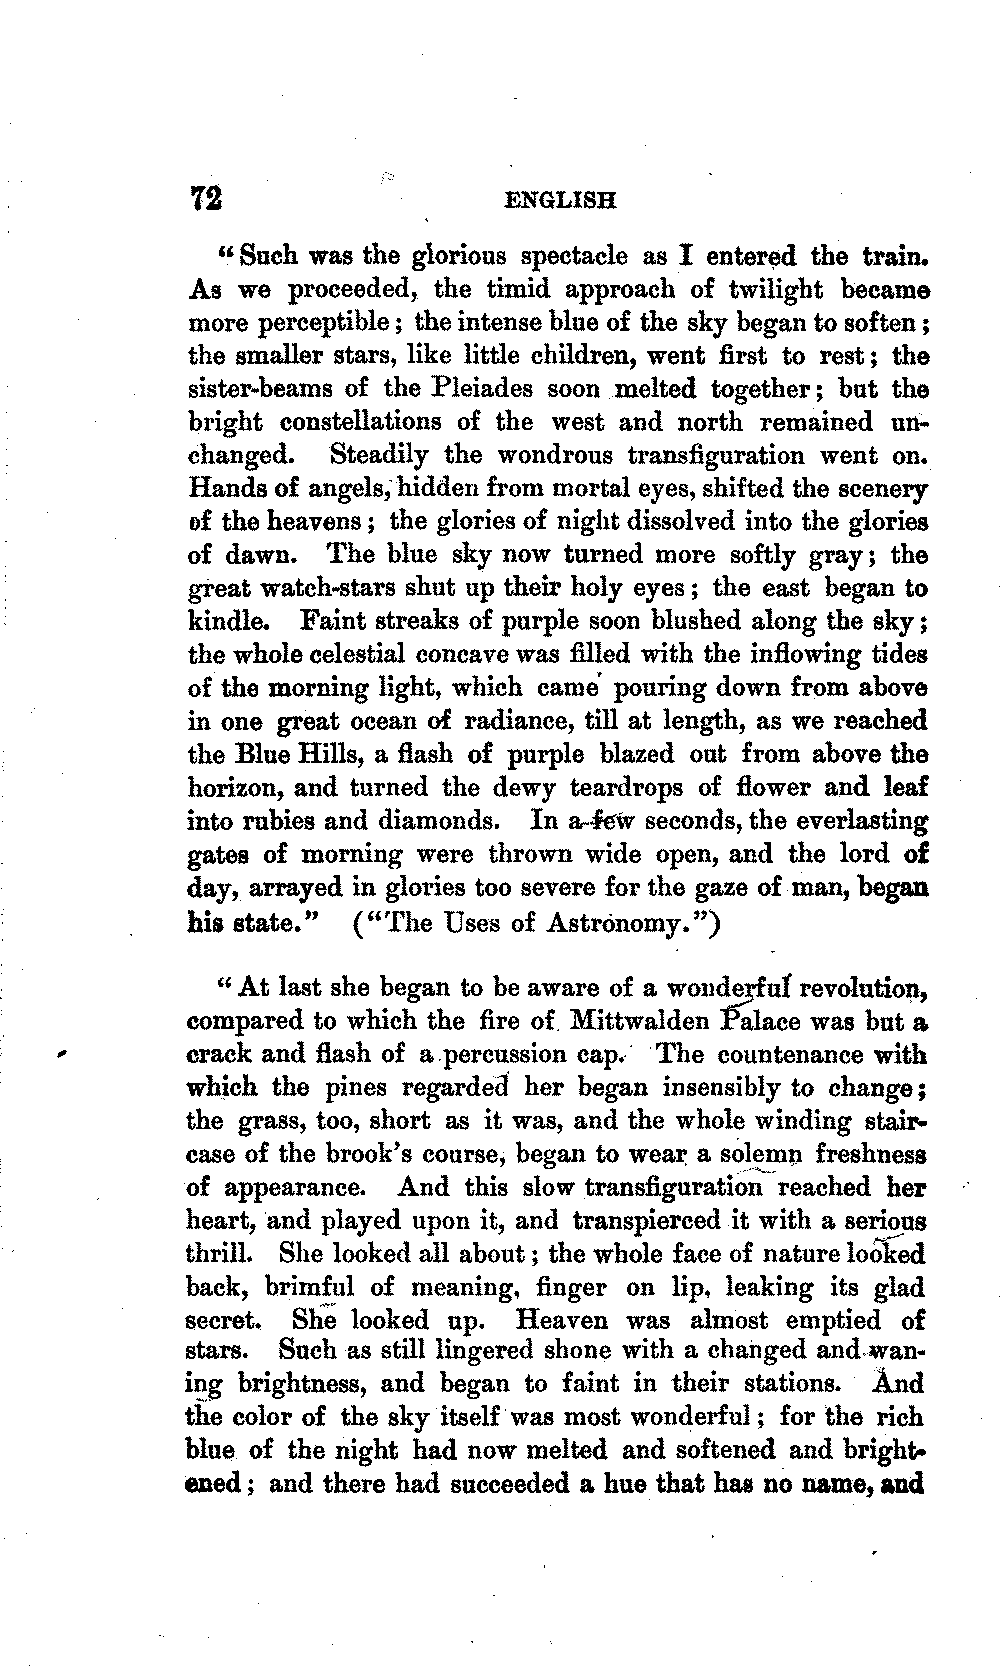 72 ENGLISH
“Such was the glorious spectacle as I entered the train.
As we proceeded, the timid approach of twilight became
more perceptible; the intense blue of the sky began to soften;
the smaller stars, like little children, went first to rest; the
sister-beams of the Pleiades soon melted together; but the
bright constellations of the west and north remained un-
changed. Steadily the wondrous transfiguration went on.
Hands of angels, hidden from mortal eyes, shifted the scenery
of the heavens; the glories of night dissolved into the glories
of dawn. The blue sky now turned more softly gray; the
great watch-stars shut up their holy eyes; the east began to
kindle. Faint streaks of purple soon blushed along the sky;
the whole celestial concave was filled with the inflowing tides
of the morning light, which came pouring down from above
in one great ocean of radiance, till at length, as we reached
the Blue Hills, a flash of purple blazed out from above the
horizon, and turned the dewy teardrops of flower and leaf
into rubies and diamonds. In a few seconds, the everlasting
gates of morning were thrown wide open, and the lord of
day, arrayed in glories too severe for the gaze of man, began
his state.” (“The Uses of Astronomy.”)
“At last she began to be aware of a wonderful revolution,
compared to which the fire of Mittwalden Palace was but a
crack and flash of a percussion cap. The countenance with
which the pines regarded her began insensibly to change;
the grass, too, short as it was, and the whole winding stair-
case of the brook’s course, began to wear a solemn freshness
of appearance. And this slow transfiguration reached her
heart, and played upon it, and transpierced it with a serious
thrill. She looked all about; the whole face of nature looked
back, brimful of meaning, finger on lip, leaking its glad
secret. She looked up. Heaven was almost emptied of
stars. Such as still lingered shone with a changed and wan-
ing brightness, and began to faint in their stations. And
the color of the sky itself was most wonderful; for the rich
blue of the night had now melted and softened and bright-
ened; and there had succeeded a hue that has no name, and